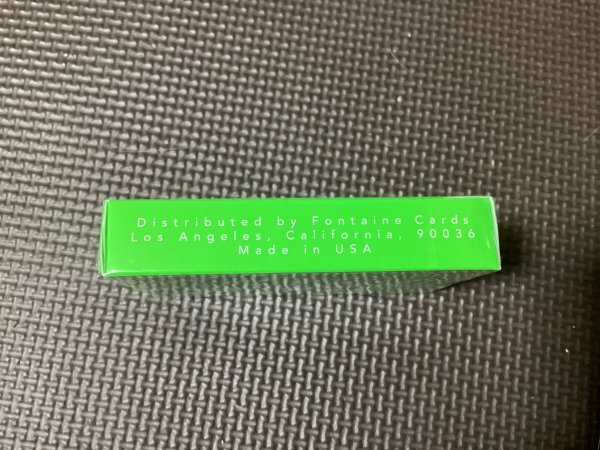 Distributed by Fontaine Cards
Los Angeles, California, 90036
Made in USA